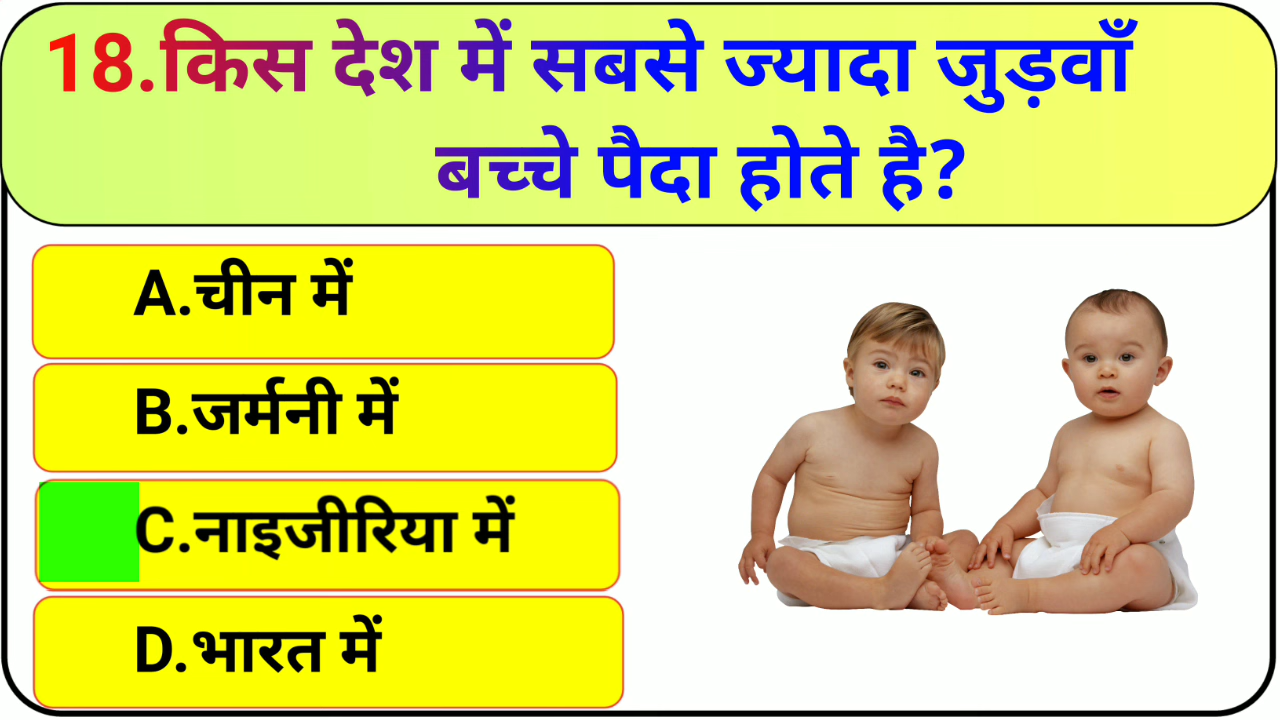 18.किस देश में सबसे ज्यादा जुड़वाँ
बच्चे पैदा होते है?
A.चीन में
B.जर्मनी में
C.नाइजीरिया में
D.भारत में